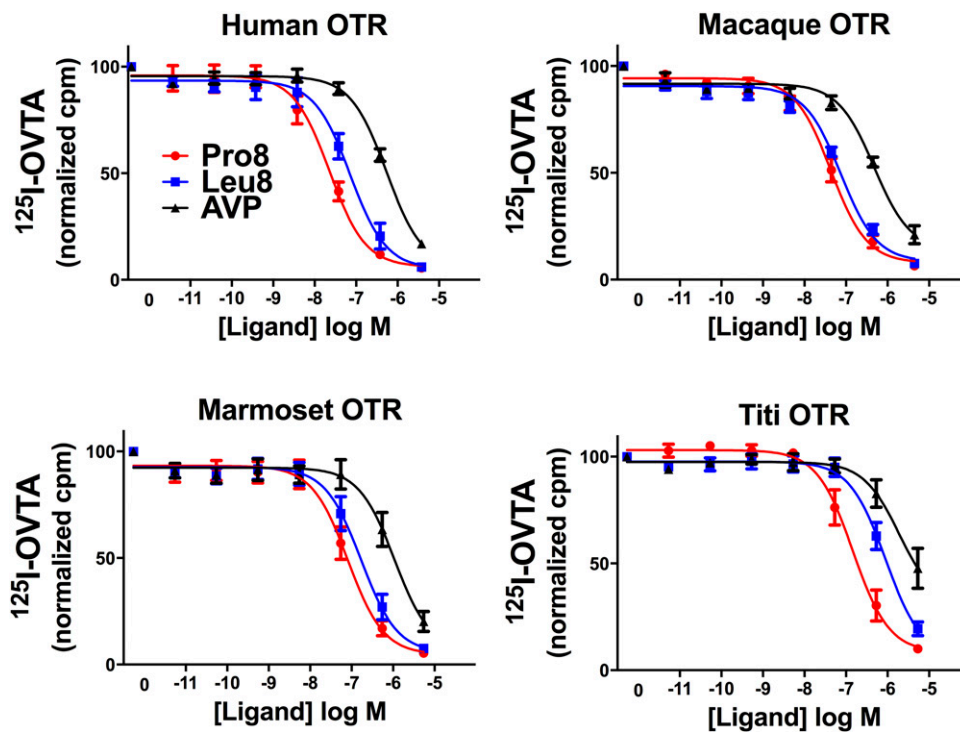 Human OTR
¹²⁵I-OVTA
(normalized cpm)
100
50
0
Pro8
Leu8
AVP
0 -11 -10 -9 -8 -7 -6 -5
[Ligand] log M
Macaque OTR
¹²⁵I-OVTA
(normalized cpm)
100
50
0
0 -11 -10 -9 -8 -7 -6 -5
[Ligand] log M
Marmoset OTR
¹²⁵I-OVTA
(normalized cpm)
100
50
0
0 -11 -10 -9 -8 -7 -6 -5
[Ligand] log M
Titi OTR
¹²⁵I-OVTA
(normalized cpm)
100
50
0
0 -11 -10 -9 -8 -7 -6 -5
[Ligand] log M